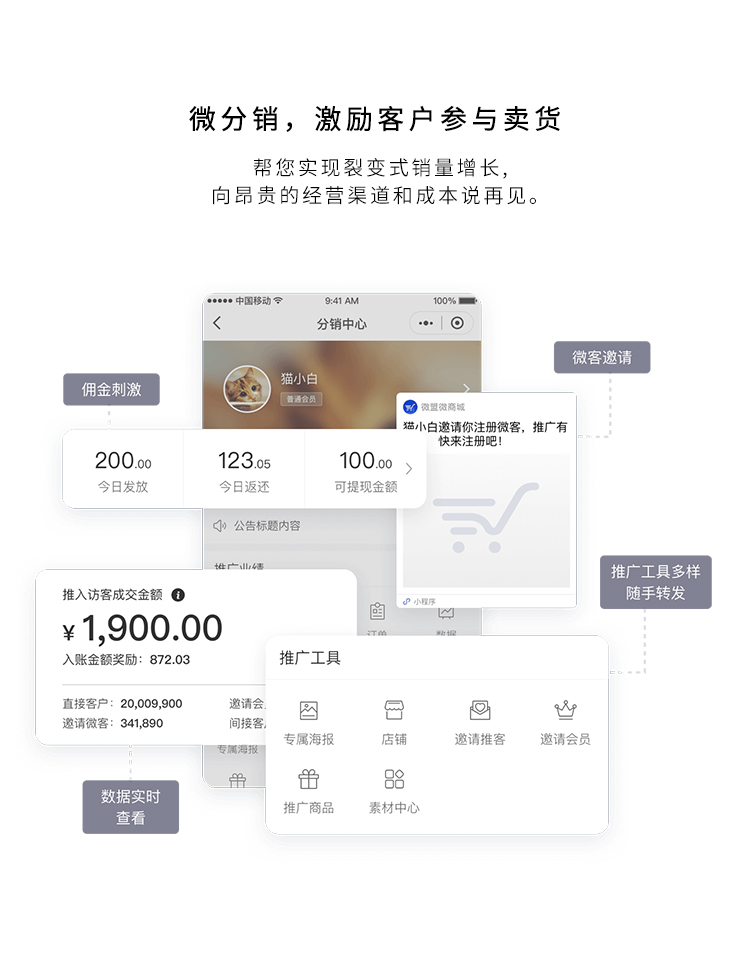 微分销，激励客户参与卖货
帮您实现裂变式销量增长,
向昂贵的经营渠道和成本说再见。
中国移动 9:41 AM 100%
分销中心
微客邀请
猫小白
普通会员
佣金刺激
微盟微商城
猫小白邀请你注册微客，推广有
快来注册吧!
200.00 123.05 100.00
今日发放 今日返还 可提现金额
公告标题内容
推广业绩
推广工具多样
随手转发
小程序
推入访客成交金额
¥ 1,900.00
入账金额奖励：872.03
订单 数据
直接客户：20,009,900 邀请会
邀请微客：341,890 间接客
专属海报
推广工具
专属海报 店铺 邀请推客 邀请会员
推广商品 素材中心
数据实时
查看